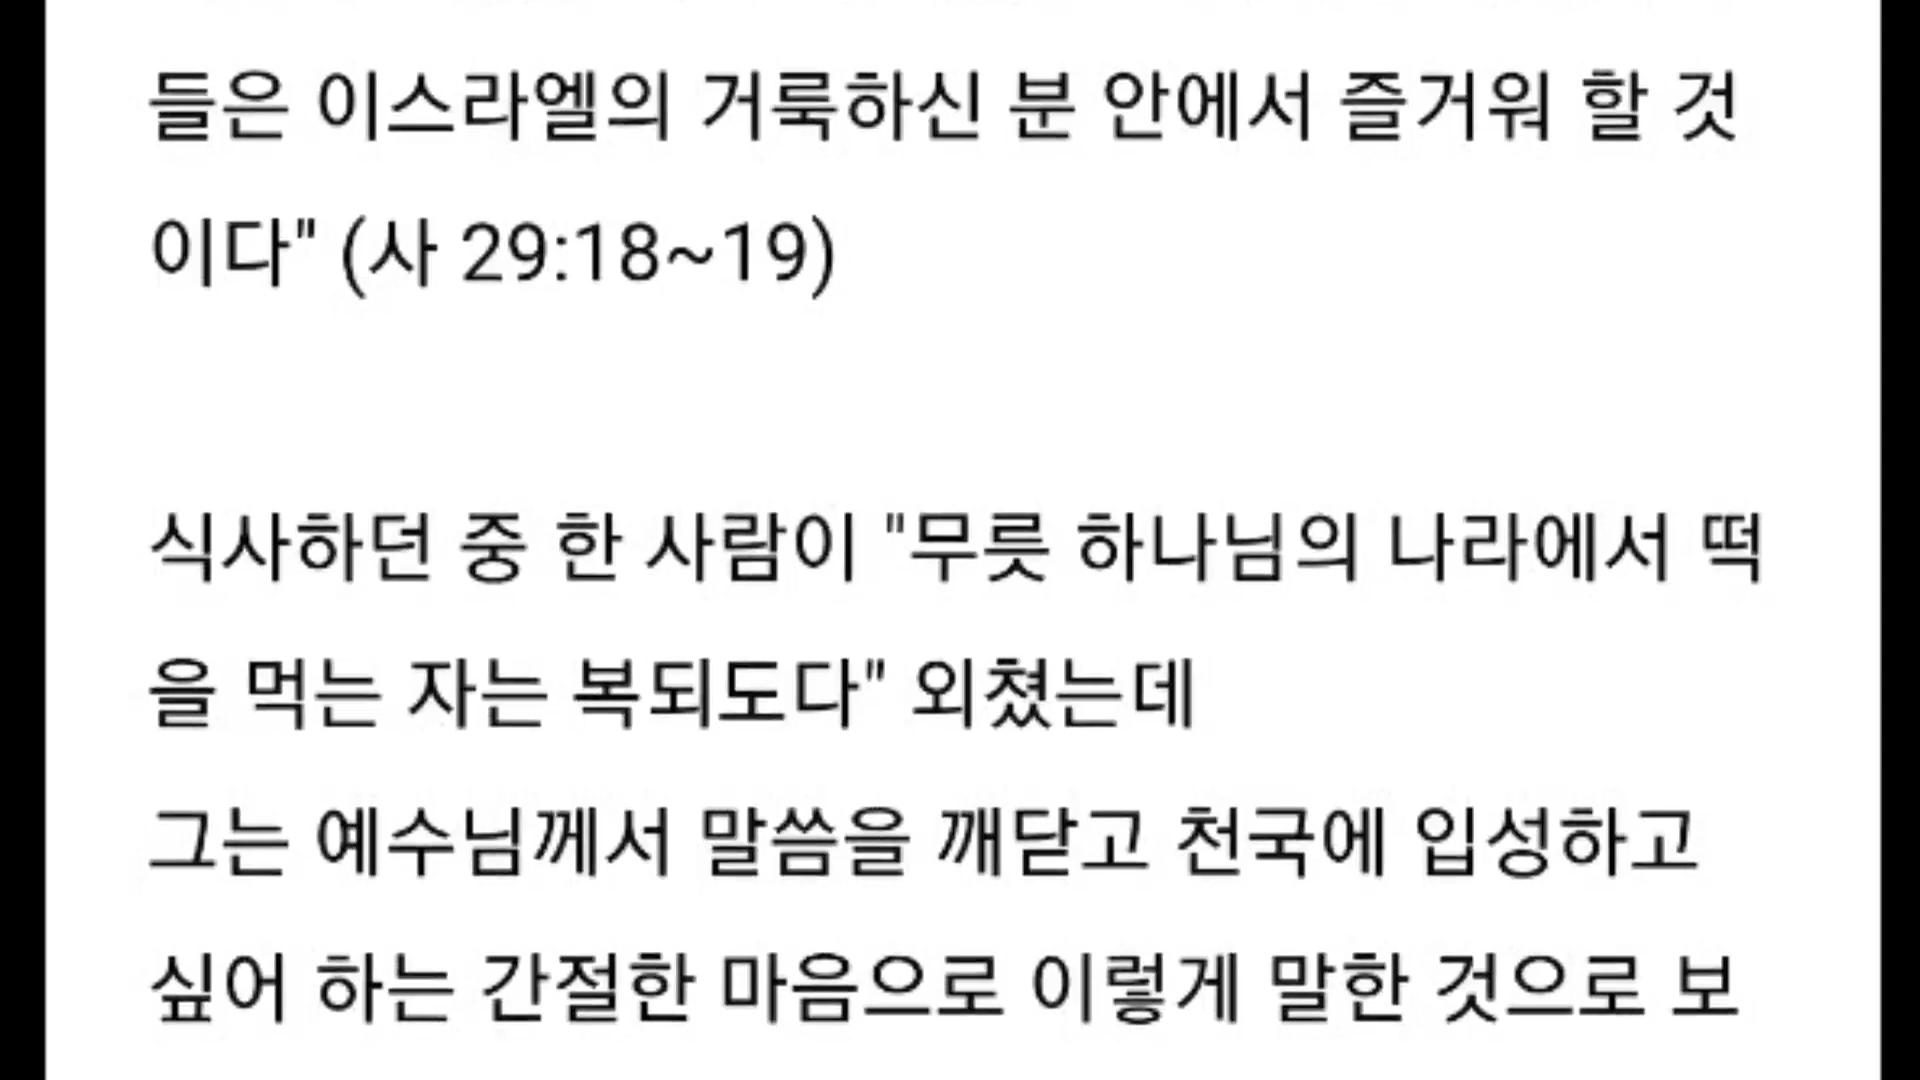 들은 이스라엘의 거룩하신 분 안에서 즐거워 할 것
이다" (사 29:18~19)
식사하던 중 한 사람이 "무릇 하나님의 나라에서 떡
을 먹는 자는 복되도다" 외쳤는데
그는 예수님께서 말씀을 깨닫고 천국에 입성하고
싶어 하는 간절한 마음으로 이렇게 말한 것으로 보